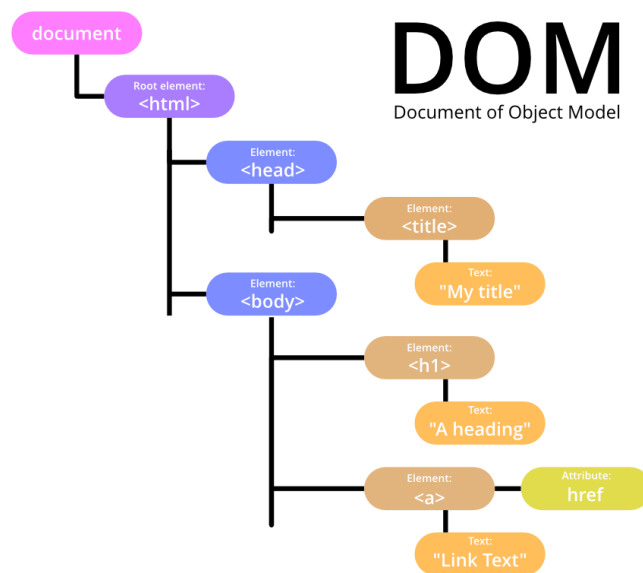 document
DOM
Document of Object Model
Root element:
<html>
Element:
<head>
Element:
<title>
Text:
"My title"
Element:
<body>
Element:
<h1>
Text:
"A heading"
Element:
<a>
Attribute:
href
Text:
"Link Text"